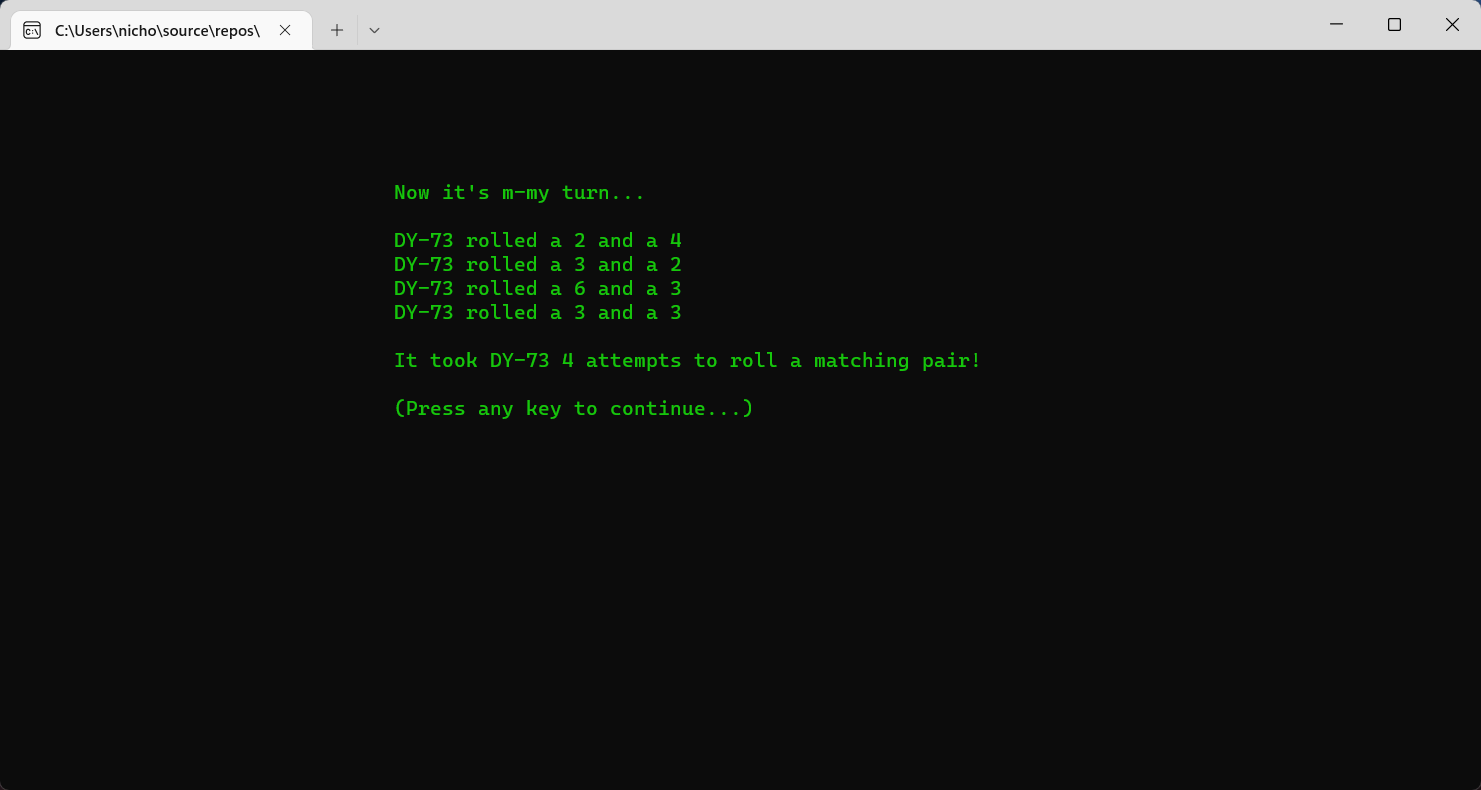 C:\Users\nicho\source\repos\
Now it's m-my turn...
DY-73 rolled a 2 and a 4
DY-73 rolled a 3 and a 2
DY-73 rolled a 6 and a 3
DY-73 rolled a 3 and a 3
It took DY-73 4 attempts to roll a matching pair!
(Press any key to continue...)